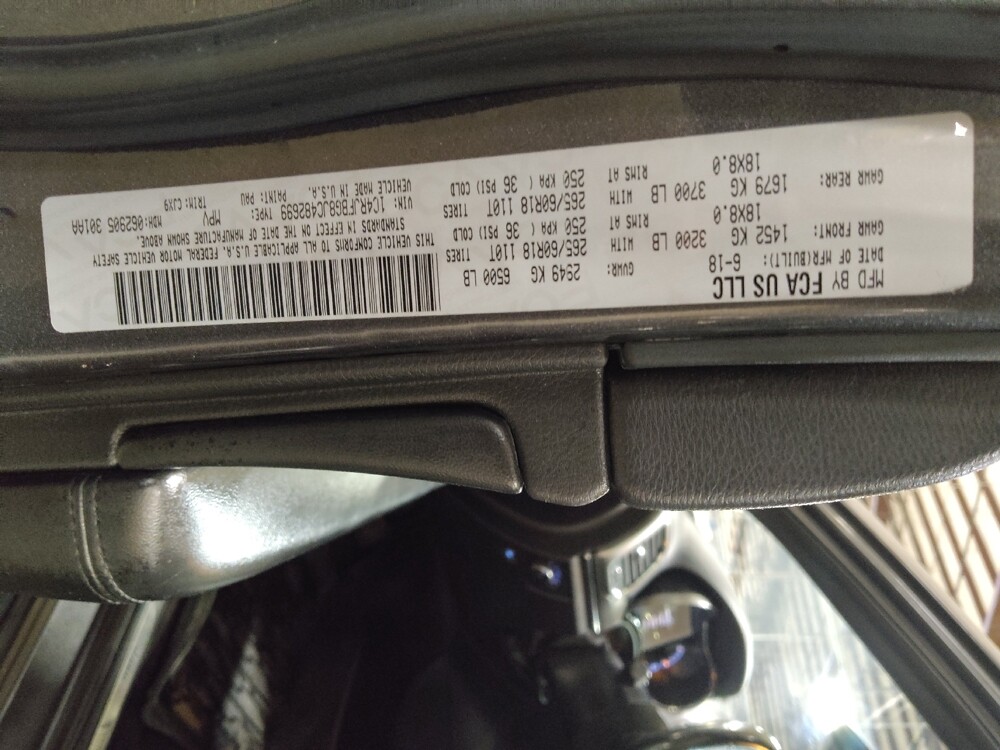 MFD BY FCA US LLC
DATE OF MFR(BUILT): 6-18 GVWR: 2949 KG 6500 LB
GAWR FRONT: 1452 KG 3200 LB WITH 265/60R18 110T TIRES
18X8.0 RIMS AT 250 KPA ( 36 PSI) COLD
GAWR REAR: 1679 KG 3700 LB WITH 265/60R18 110T TIRES
18X8.0 RIMS AT 250 KPA ( 36 PSI) COLD
THIS VEHICLE CONFORMS TO ALL APPLICABLE U.S.A. FEDERAL MOTOR VEHICLE SAFETY
STANDARDS IN EFFECT ON THE DATE OF MANUFACTURE SHOWN ABOVE.
VIN: 1C4RJFBG8JC482699 TYPE: MPV MDH:062905 301AA
VEHICLE MADE IN U.S.A. PAINT: PAU TRIM:CJX9